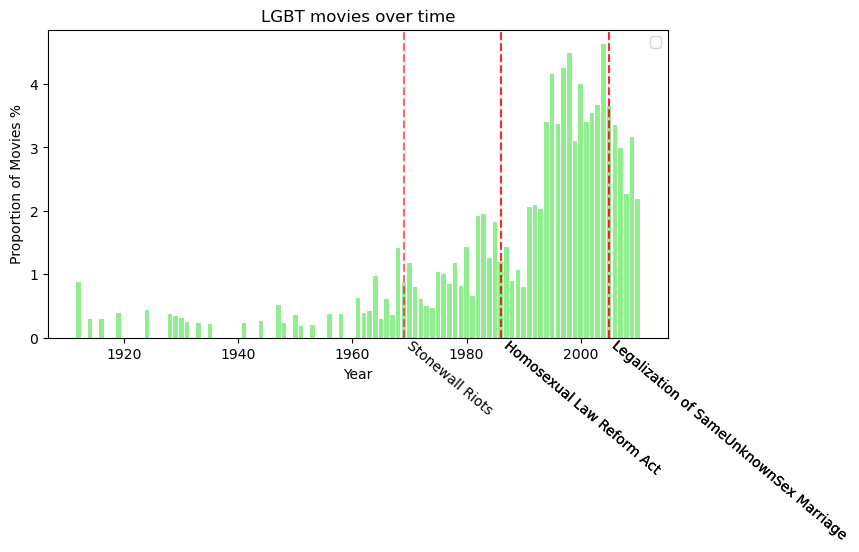 LGBT movies over time
Proportion of Movies %
4
3
2
1
0
1920 1940 1960 1980 2000
Year
Stonewall Riots
Homosexual Law Reform Act
Legalization of SameUnknownSex Marriage